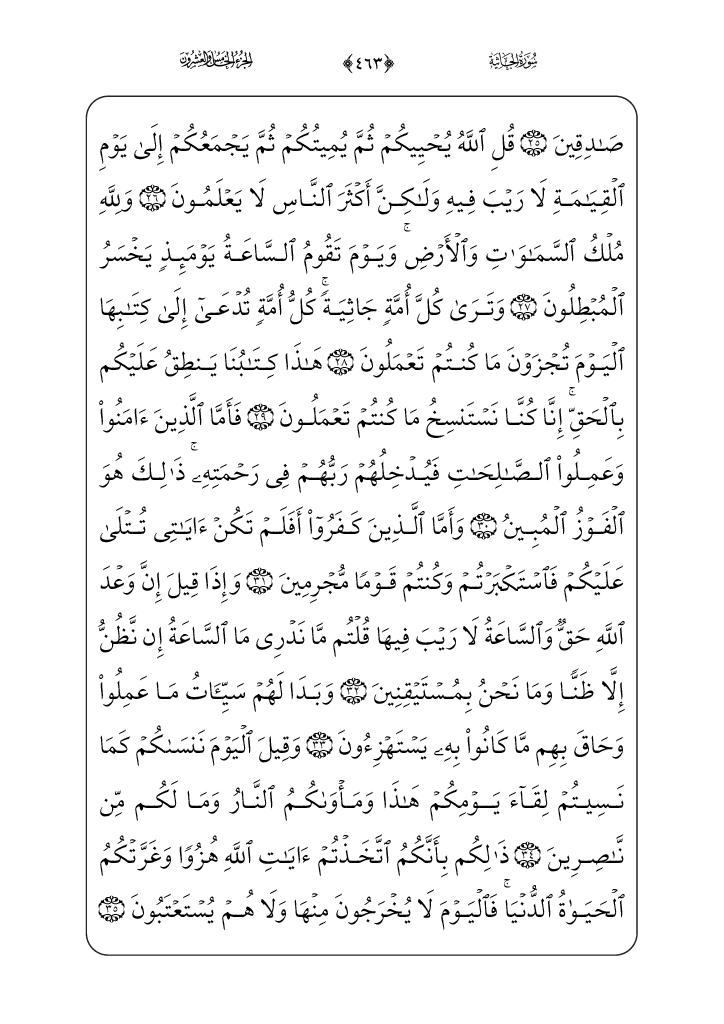 سُورَةُ الجَاثِيَة ﴿٤٦٣﴾ الجُزْءُ الخَامِسُ وَالعِشْرُونَ
صَـٰدِقِينَ ۝٢٥ قُلِ ٱللَّهُ يُحْيِيكُمْ ثُمَّ يُمِيتُكُمْ ثُمَّ يَجْمَعُكُمْ إِلَىٰ يَوْمِ
ٱلْقِيَـٰمَةِ لَا رَيْبَ فِيهِ وَلَـٰكِنَّ أَكْثَرَ ٱلنَّاسِ لَا يَعْلَمُونَ ۝٢٦ وَلِلَّهِ
مُلْكُ ٱلسَّمَـٰوَٰتِ وَٱلْأَرْضِ ۚ وَيَوْمَ تَقُومُ ٱلسَّاعَةُ يَوْمَئِذٍ يَخْسَرُ
ٱلْمُبْطِلُونَ ۝٢٧ وَتَرَىٰ كُلَّ أُمَّةٍ جَاثِيَةً ۚ كُلُّ أُمَّةٍ تُدْعَىٰٓ إِلَىٰ كِتَـٰبِهَا
ٱلْيَوْمَ تُجْزَوْنَ مَا كُنتُمْ تَعْمَلُونَ ۝٢٨ هَـٰذَا كِتَـٰبُنَا يَنطِقُ عَلَيْكُم
بِٱلْحَقِّ ۚ إِنَّا كُنَّا نَسْتَنسِخُ مَا كُنتُمْ تَعْمَلُونَ ۝٢٩ فَأَمَّا ٱلَّذِينَ ءَامَنُوا۟
وَعَمِلُوا۟ ٱلصَّـٰلِحَـٰتِ فَيُدْخِلُهُمْ رَبُّهُمْ فِى رَحْمَتِهِۦ ۚ ذَٰلِكَ هُوَ
ٱلْفَوْزُ ٱلْمُبِينُ ۝٣٠ وَأَمَّا ٱلَّذِينَ كَفَرُوٓا۟ أَفَلَمْ تَكُنْ ءَايَـٰتِى تُتْلَىٰ
عَلَيْكُمْ فَٱسْتَكْبَرْتُمْ وَكُنتُمْ قَوْمًا مُّجْرِمِينَ ۝٣١ وَإِذَا قِيلَ إِنَّ وَعْدَ
ٱللَّهِ حَقٌّ وَٱلسَّاعَةُ لَا رَيْبَ فِيهَا قُلْتُم مَّا نَدْرِى مَا ٱلسَّاعَةُ إِن نَّظُنُّ
إِلَّا ظَنًّا وَمَا نَحْنُ بِمُسْتَيْقِنِينَ ۝٣٢ وَبَدَا لَهُمْ سَيِّـَٔاتُ مَا عَمِلُوا۟
وَحَاقَ بِهِم مَّا كَانُوا۟ بِهِۦ يَسْتَهْزِءُونَ ۝٣٣ وَقِيلَ ٱلْيَوْمَ نَنسَىٰكُمْ كَمَا
نَسِيتُمْ لِقَآءَ يَوْمِكُمْ هَـٰذَا وَمَأْوَىٰكُمُ ٱلنَّارُ وَمَا لَكُم مِّن
نَّـٰصِرِينَ ۝٣٤ ذَٰلِكُم بِأَنَّكُمُ ٱتَّخَذْتُمْ ءَايَـٰتِ ٱللَّهِ هُزُوًا وَغَرَّتْكُمُ
ٱلْحَيَوٰةُ ٱلدُّنْيَا ۚ فَٱلْيَوْمَ لَا يُخْرَجُونَ مِنْهَا وَلَا هُمْ يُسْتَعْتَبُونَ ۝٣٥